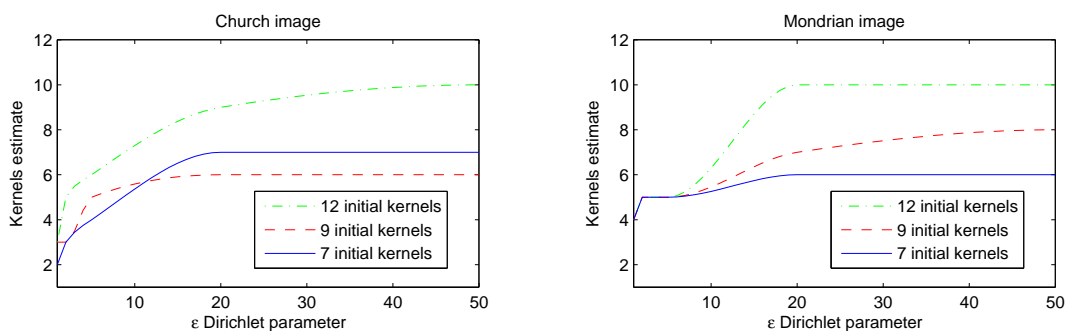 Church image
12
10
8
6
4
2
Kernels estimate
12 initial kernels
9 initial kernels
7 initial kernels
10 20 30 40 50
ε Dirichlet parameter
Mondrian image
12
10
8
6
4
2
Kernels estimate
12 initial kernels
9 initial kernels
7 initial kernels
10 20 30 40 50
ε Dirichlet parameter